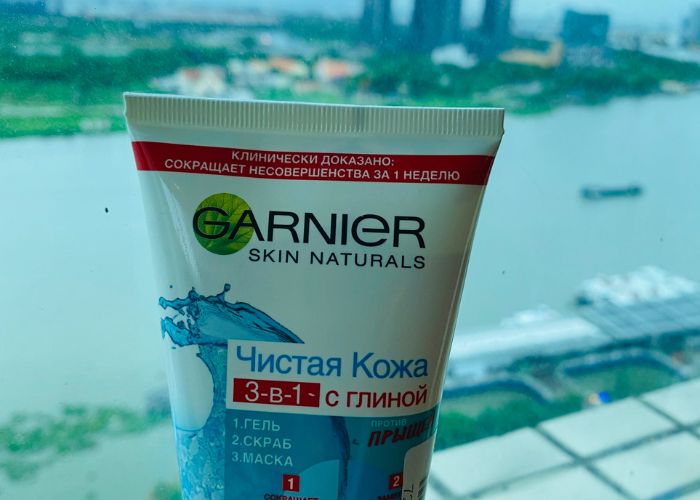 КЛИНИЧЕСКИ ДОКАЗАНО:
СОКРАЩАЕТ НЕСОВЕРШЕНСТВА ЗА 1 НЕДЕЛЮ
GARNIER
SKIN NATURALS
Чистая Кожа
3-в-1 с глиной
1.ГЕЛЬ
2.СКРАБ
3.МАСКА
ПРОТИВ
1
2